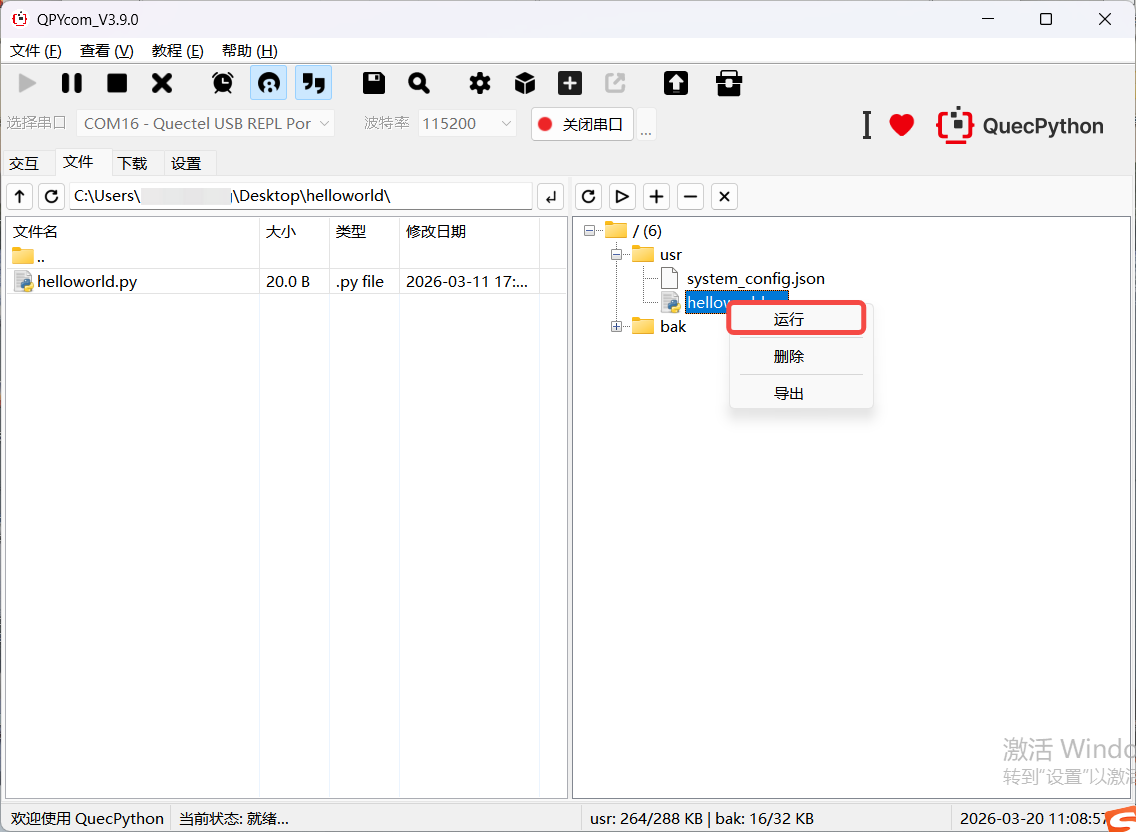 QPYcom_V3.9.0
文件 (F) 查看 (V) 教程 (E) 帮助 (H)
选择串口 COM16 - Quectel USB REPL Por 波特率 115200 关闭串口 ... QuecPython
交互 文件 下载 设置
C:\Users\ \Desktop\helloworld\
文件名 大小 类型 修改日期
..
helloworld.py 20.0 B .py file 2026-03-11 17:...
/ (6)
usr
system_config.json
bak
运行
删除
导出
激活 Windo
转到"设置"以激活
欢迎使用 QuecPython 当前状态: 就绪... usr: 264/288 KB | bak: 16/32 KB 2026-03-20 11:08:57